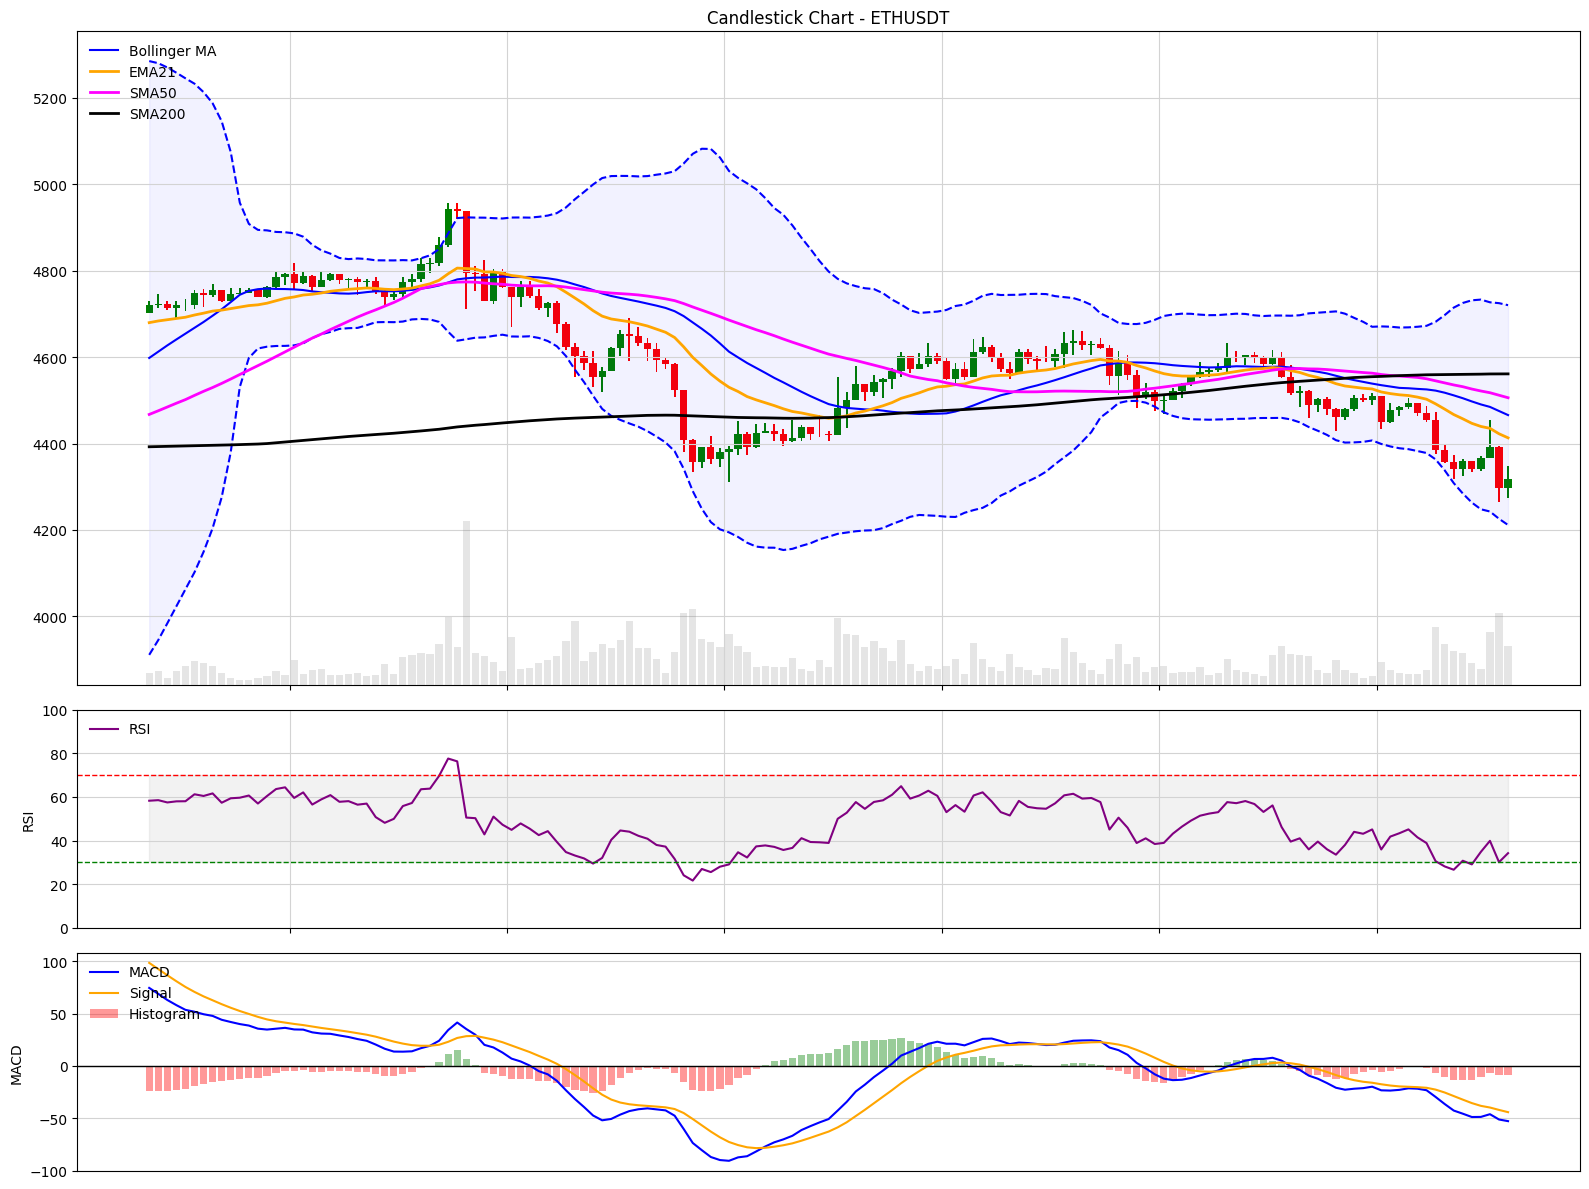 Candlestick Chart - ETHUSDT
Bollinger MA
EMA21
SMA50
SMA200
5200
5000
4800
4600
4400
4200
4000
100
RSI
80
60
RSI
40
20
0
100
MACD
Signal
50
Histogram
MACD
0
−50
−100